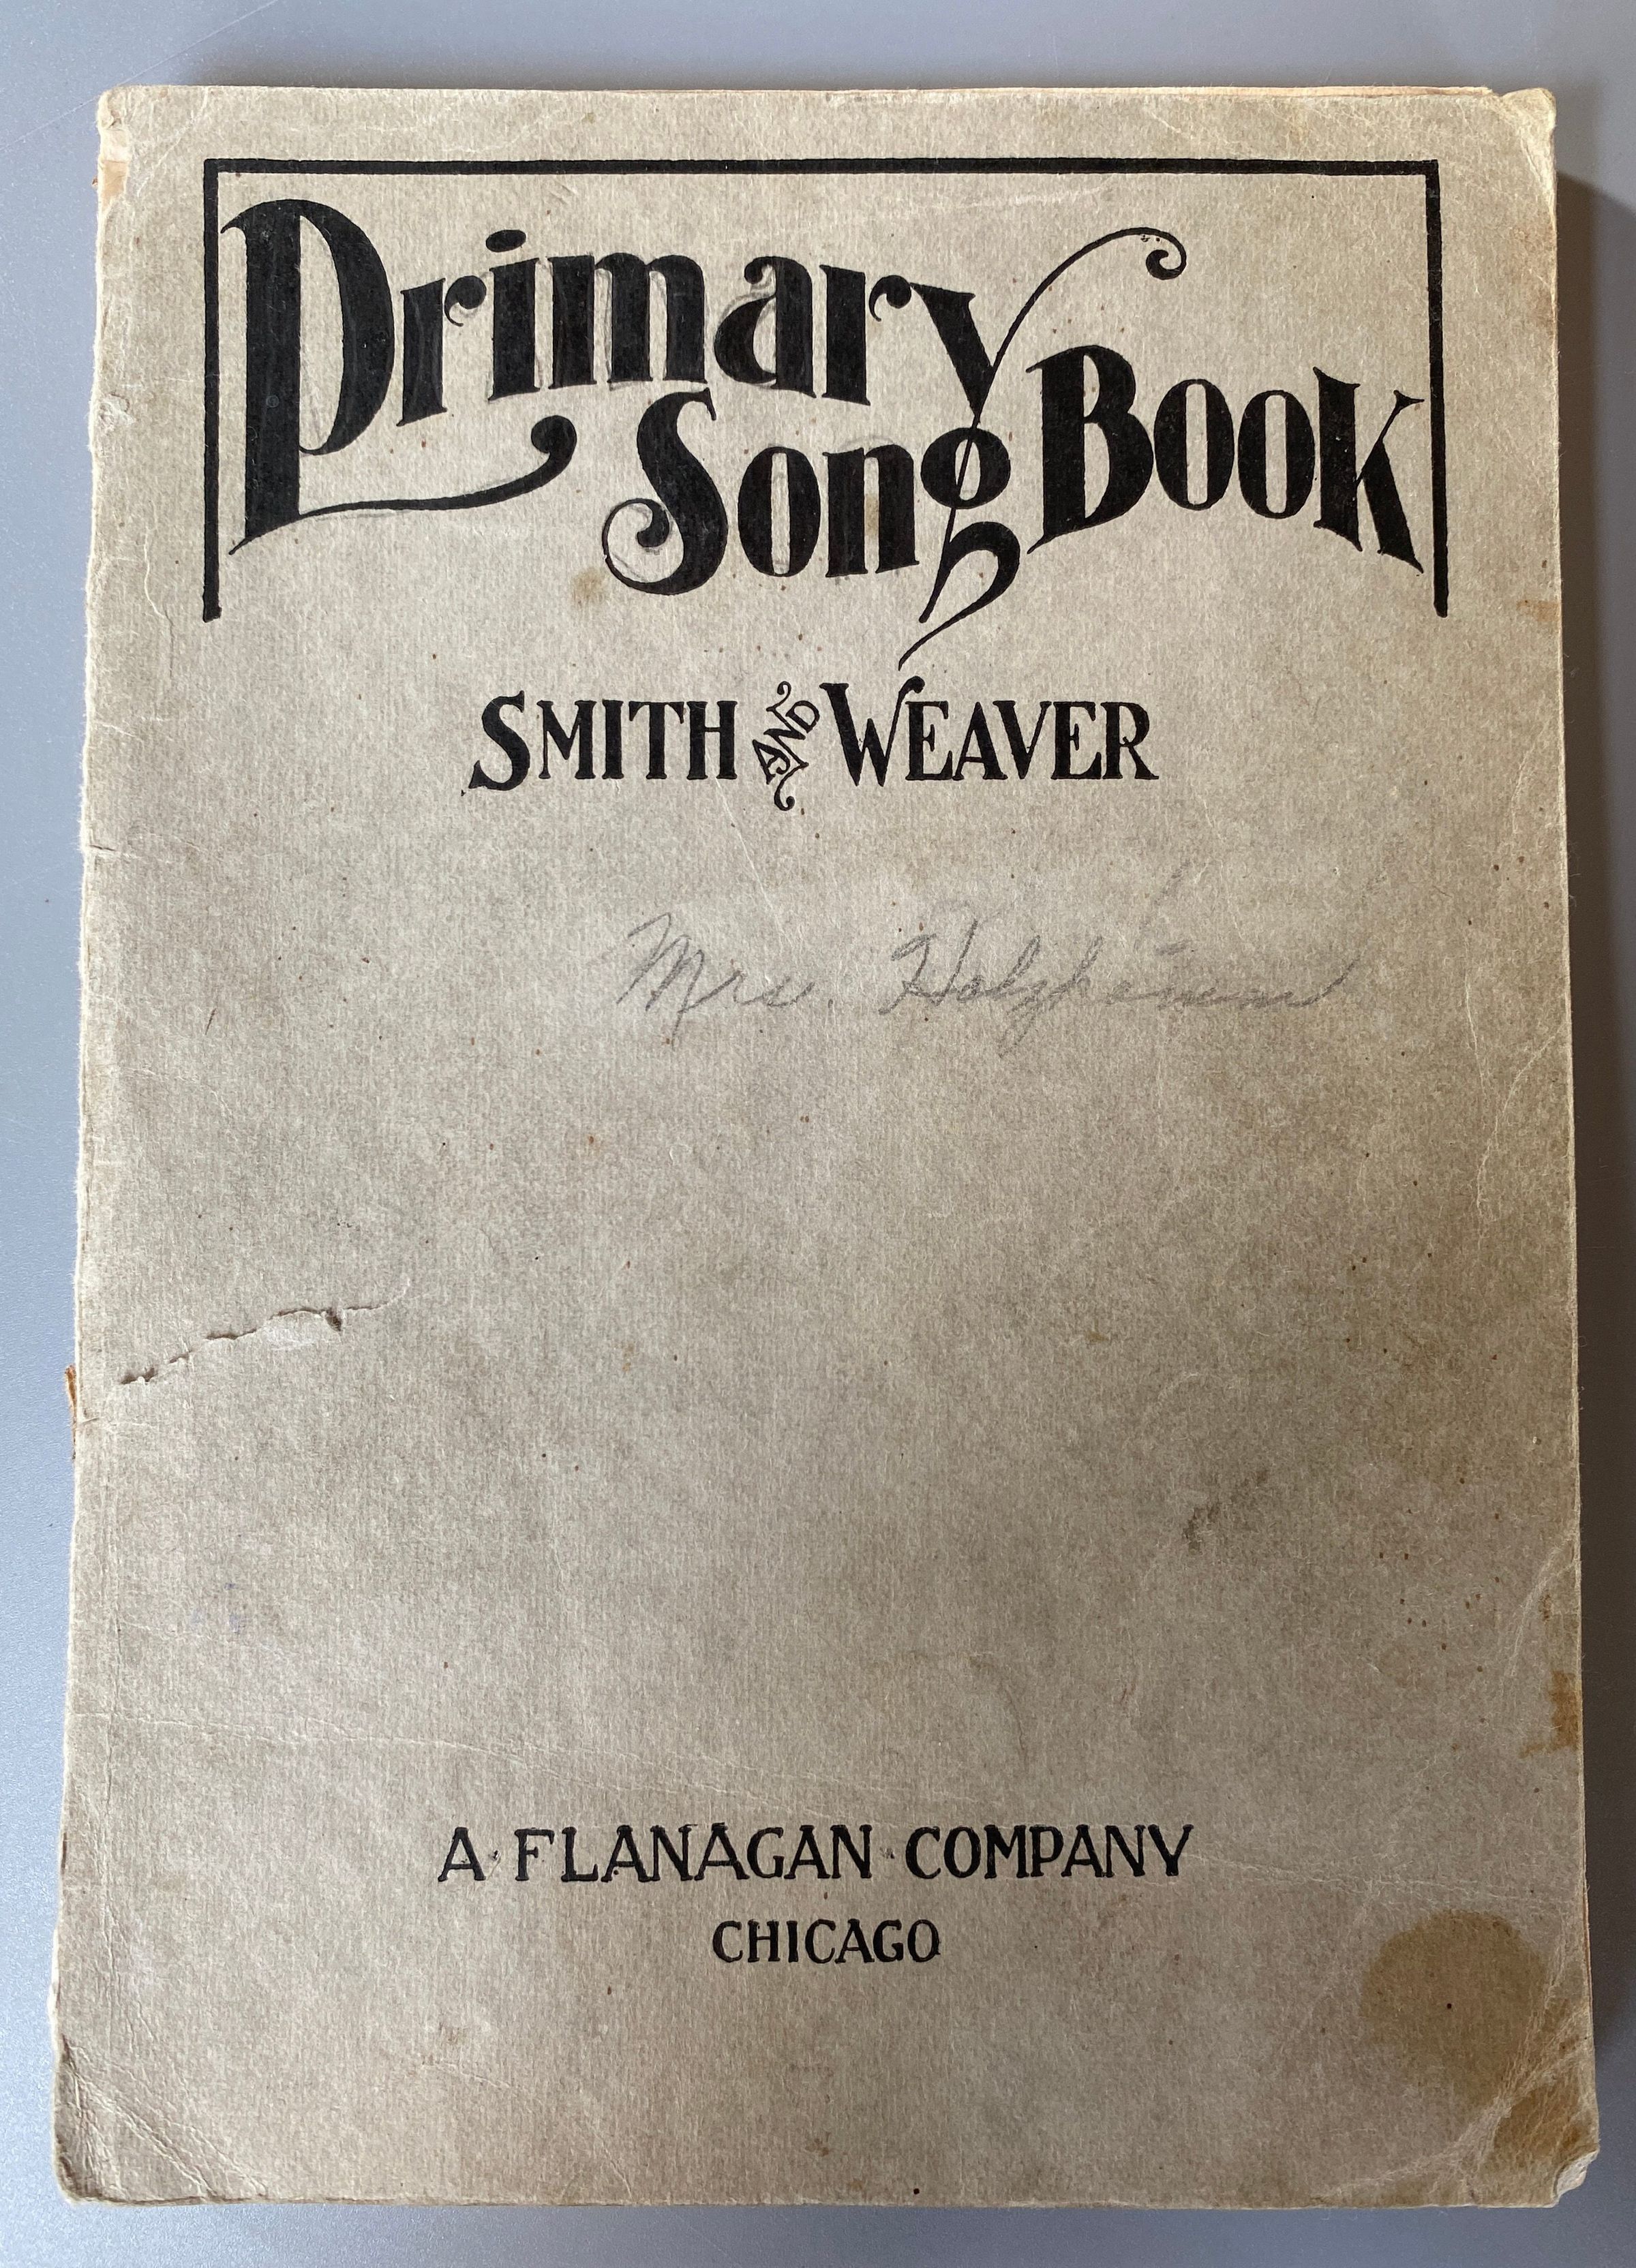 Primary
Song Book
SMITH AND WEAVER
Mrs.
A FLANAGAN COMPANY
CHICAGO